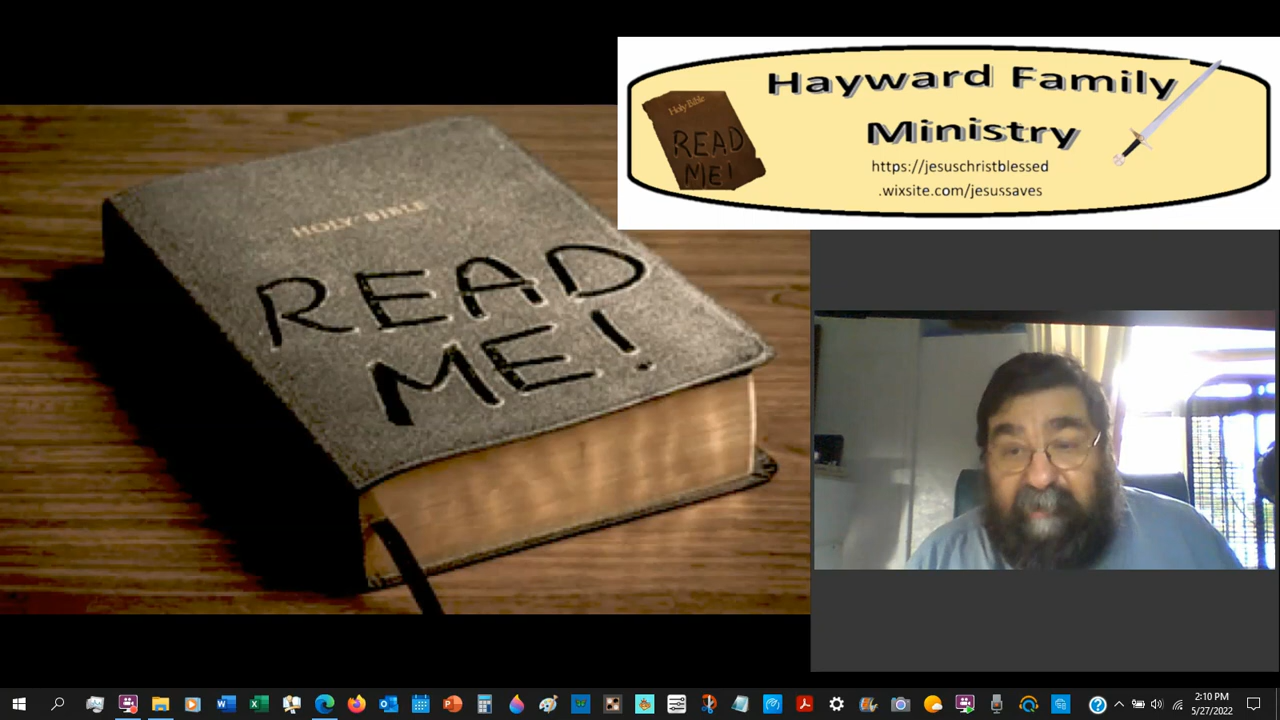 Hayward Family
Ministry
https://jesuschristblessed
.wixsite.com/jesussaves
Holy Bible
READ
ME!
HOLY BIBLE
READ
ME!
2:10 PM
5/27/2022